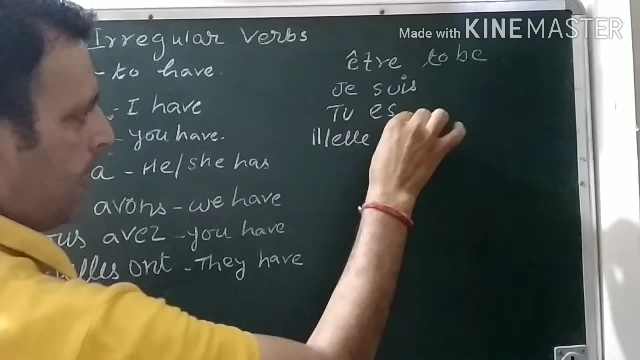 Made with KINEMASTER
Irregular Verbs
- to have.
- I have
- you have.
a - He/she has
avons - we have
avez - you have
ont - They have
être to be
Je suis
Tu es
il/elle